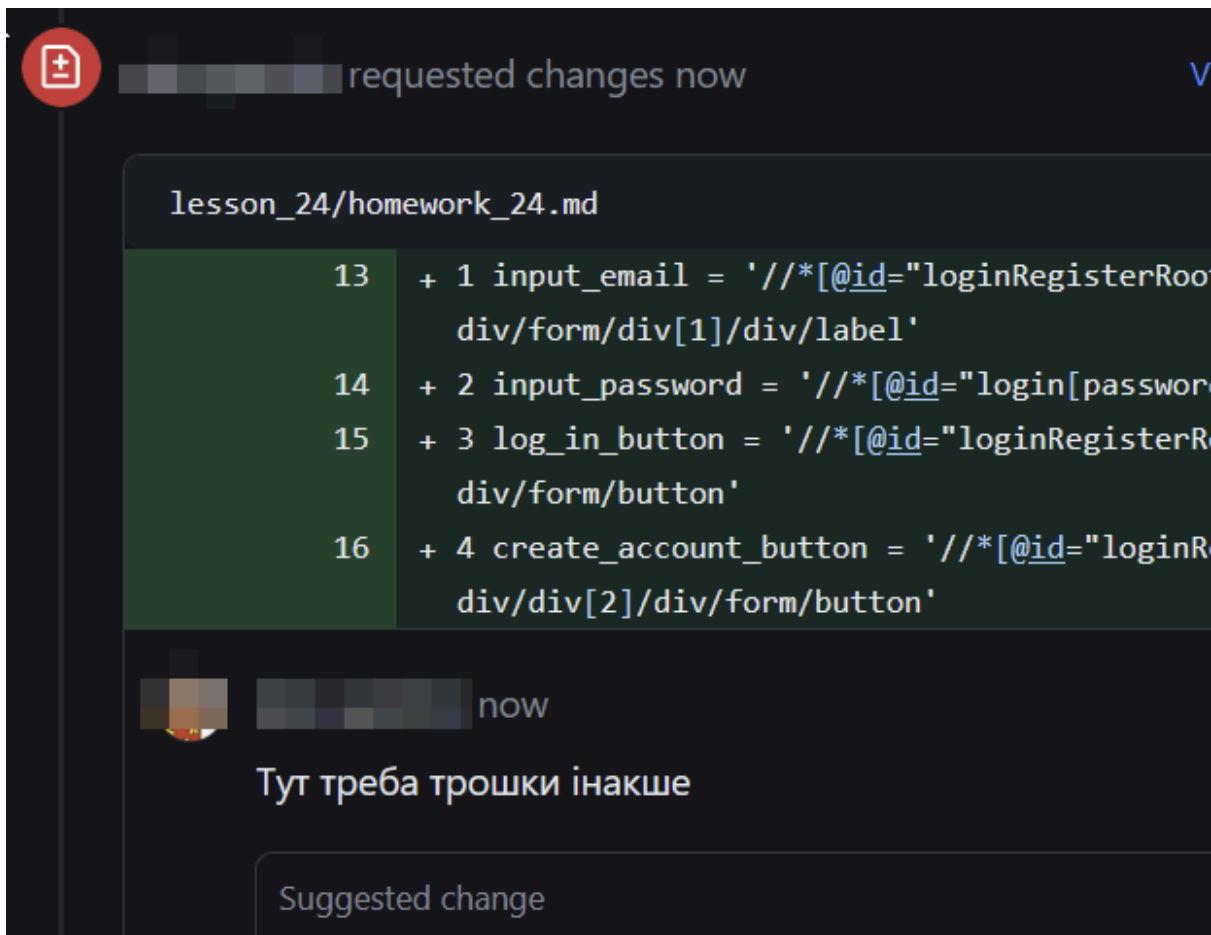 requested changes now
V
lesson_24/homework_24.md
13 + 1 input_email = '//*[@id="loginRegisterRoo
div/form/div[1]/div/label'
14 + 2 input_password = '//*[@id="login[passwor
15 + 3 log_in_button = '//*[@id="loginRegisterR
div/form/button'
16 + 4 create_account_button = '//*[@id="loginR
div/div[2]/div/form/button'
now
Тут треба трошки інакше
Suggested change